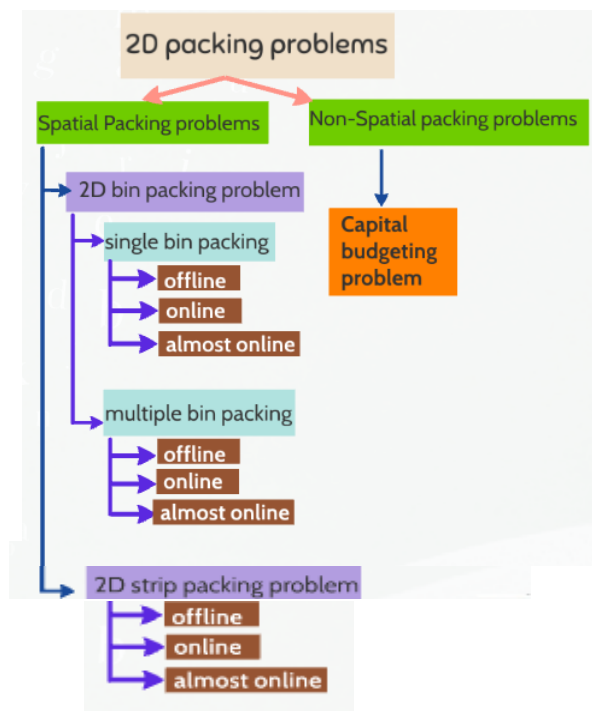 2D packing problems
Spatial Packing problems
Non-Spatial packing problems
2D bin packing problem
single bin packing
offline
online
almost online
multiple bin packing
offline
online
almost online
2D strip packing problem
offline
online
almost online
Capital
budgeting
problem